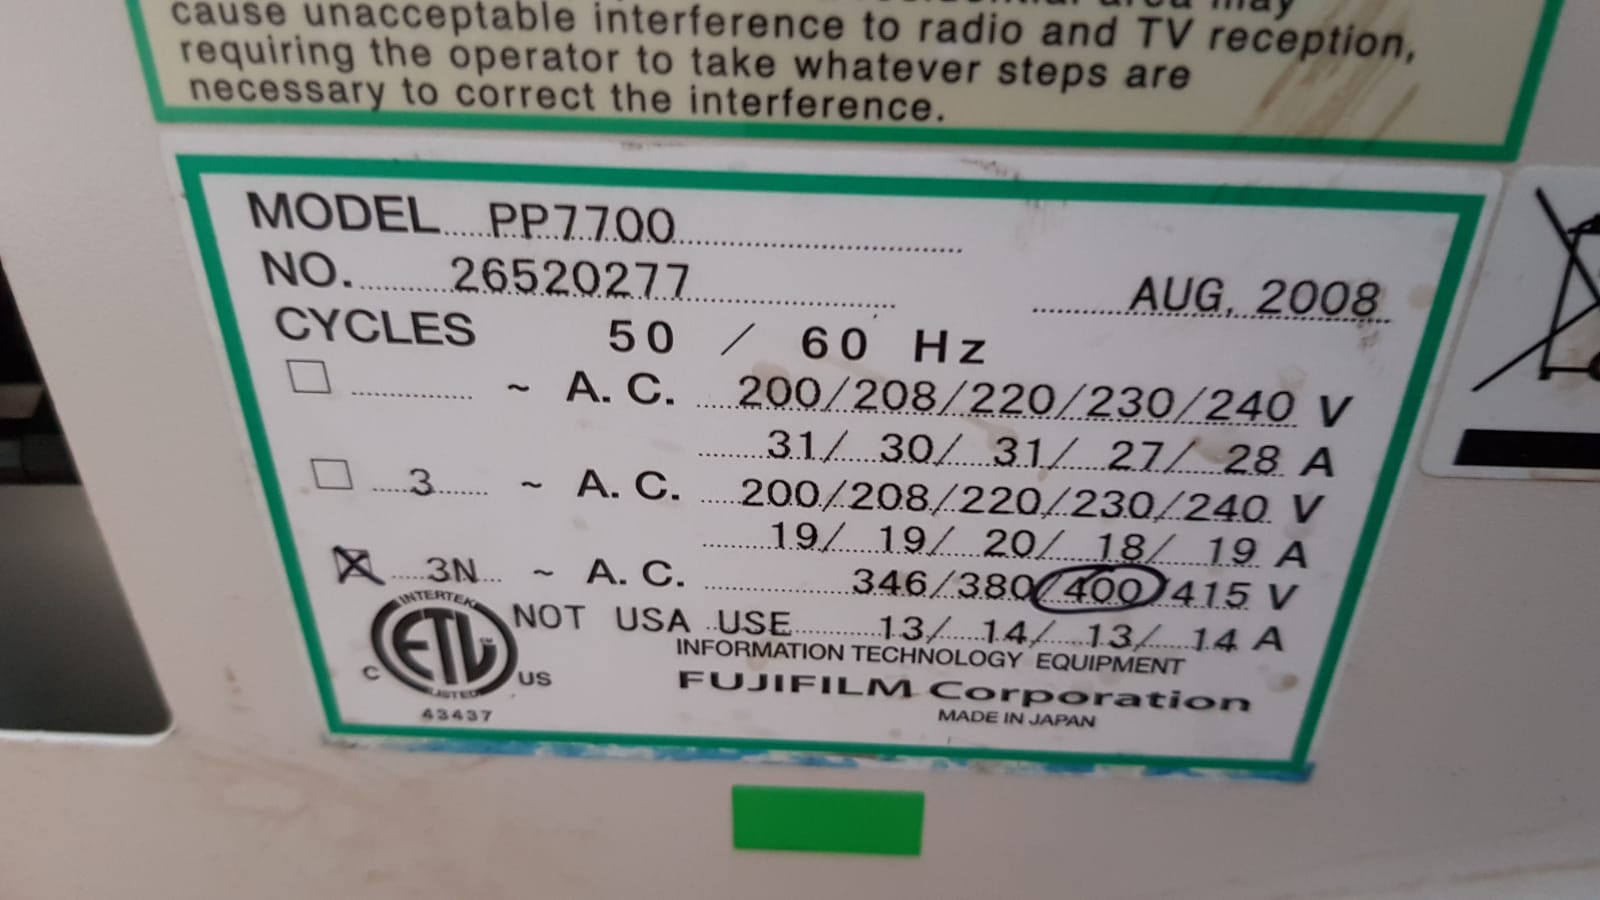 cause unacceptable interference to radio and TV reception,
requiring the operator to take whatever steps are
necessary to correct the interference.
MODEL PP7700
NO. 26520277 AUG, 2008
CYCLES 50 / 60 Hz
~ A. C. 200/208/220/230/240 V
31/ 30/ 31/ 27/ 28 A
3 ~ A. C. 200/208/220/230/240 V
19/ 19/ 20/ 18/ 19 A
3N ~ A. C. 346/380/400/415 V
NOT USA USE 13/ 14/ 13/ 14 A
INTERTEK
ETL
C US
LISTED
43437
INFORMATION TECHNOLOGY EQUIPMENT
FUJIFILM Corporation
MADE IN JAPAN